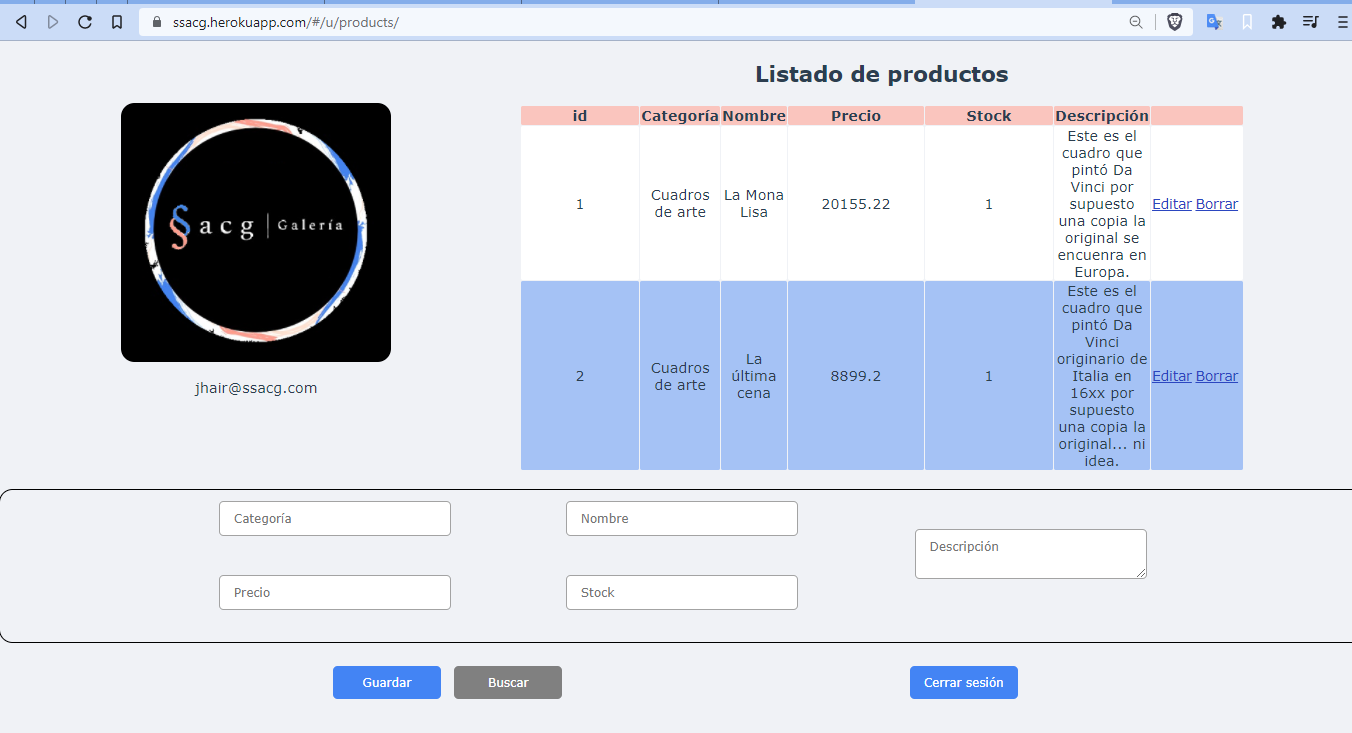 ssacg.herokuapp.com/#/u/products/
Listado de productos
§acg | Galería
jhair@ssacg.com
id Categoría Nombre Precio Stock Descripción
1
Cuadros
de arte
La Mona
Lisa
20155.22
1
Este es el
cuadro que
pintó Da
Vinci por
supuesto
una copia la
original se
encuenra en
Europa.
Editar Borrar
2
Cuadros
de arte
La
última
cena
8899.2
1
Este es el
cuadro que
pintó Da
Vinci
originario de
Italia en
16xx por
supuesto
una copia la
original... ni
idea.
Editar Borrar
Categoría
Nombre
Descripción
Precio
Stock
Guardar
Buscar
Cerrar sesión